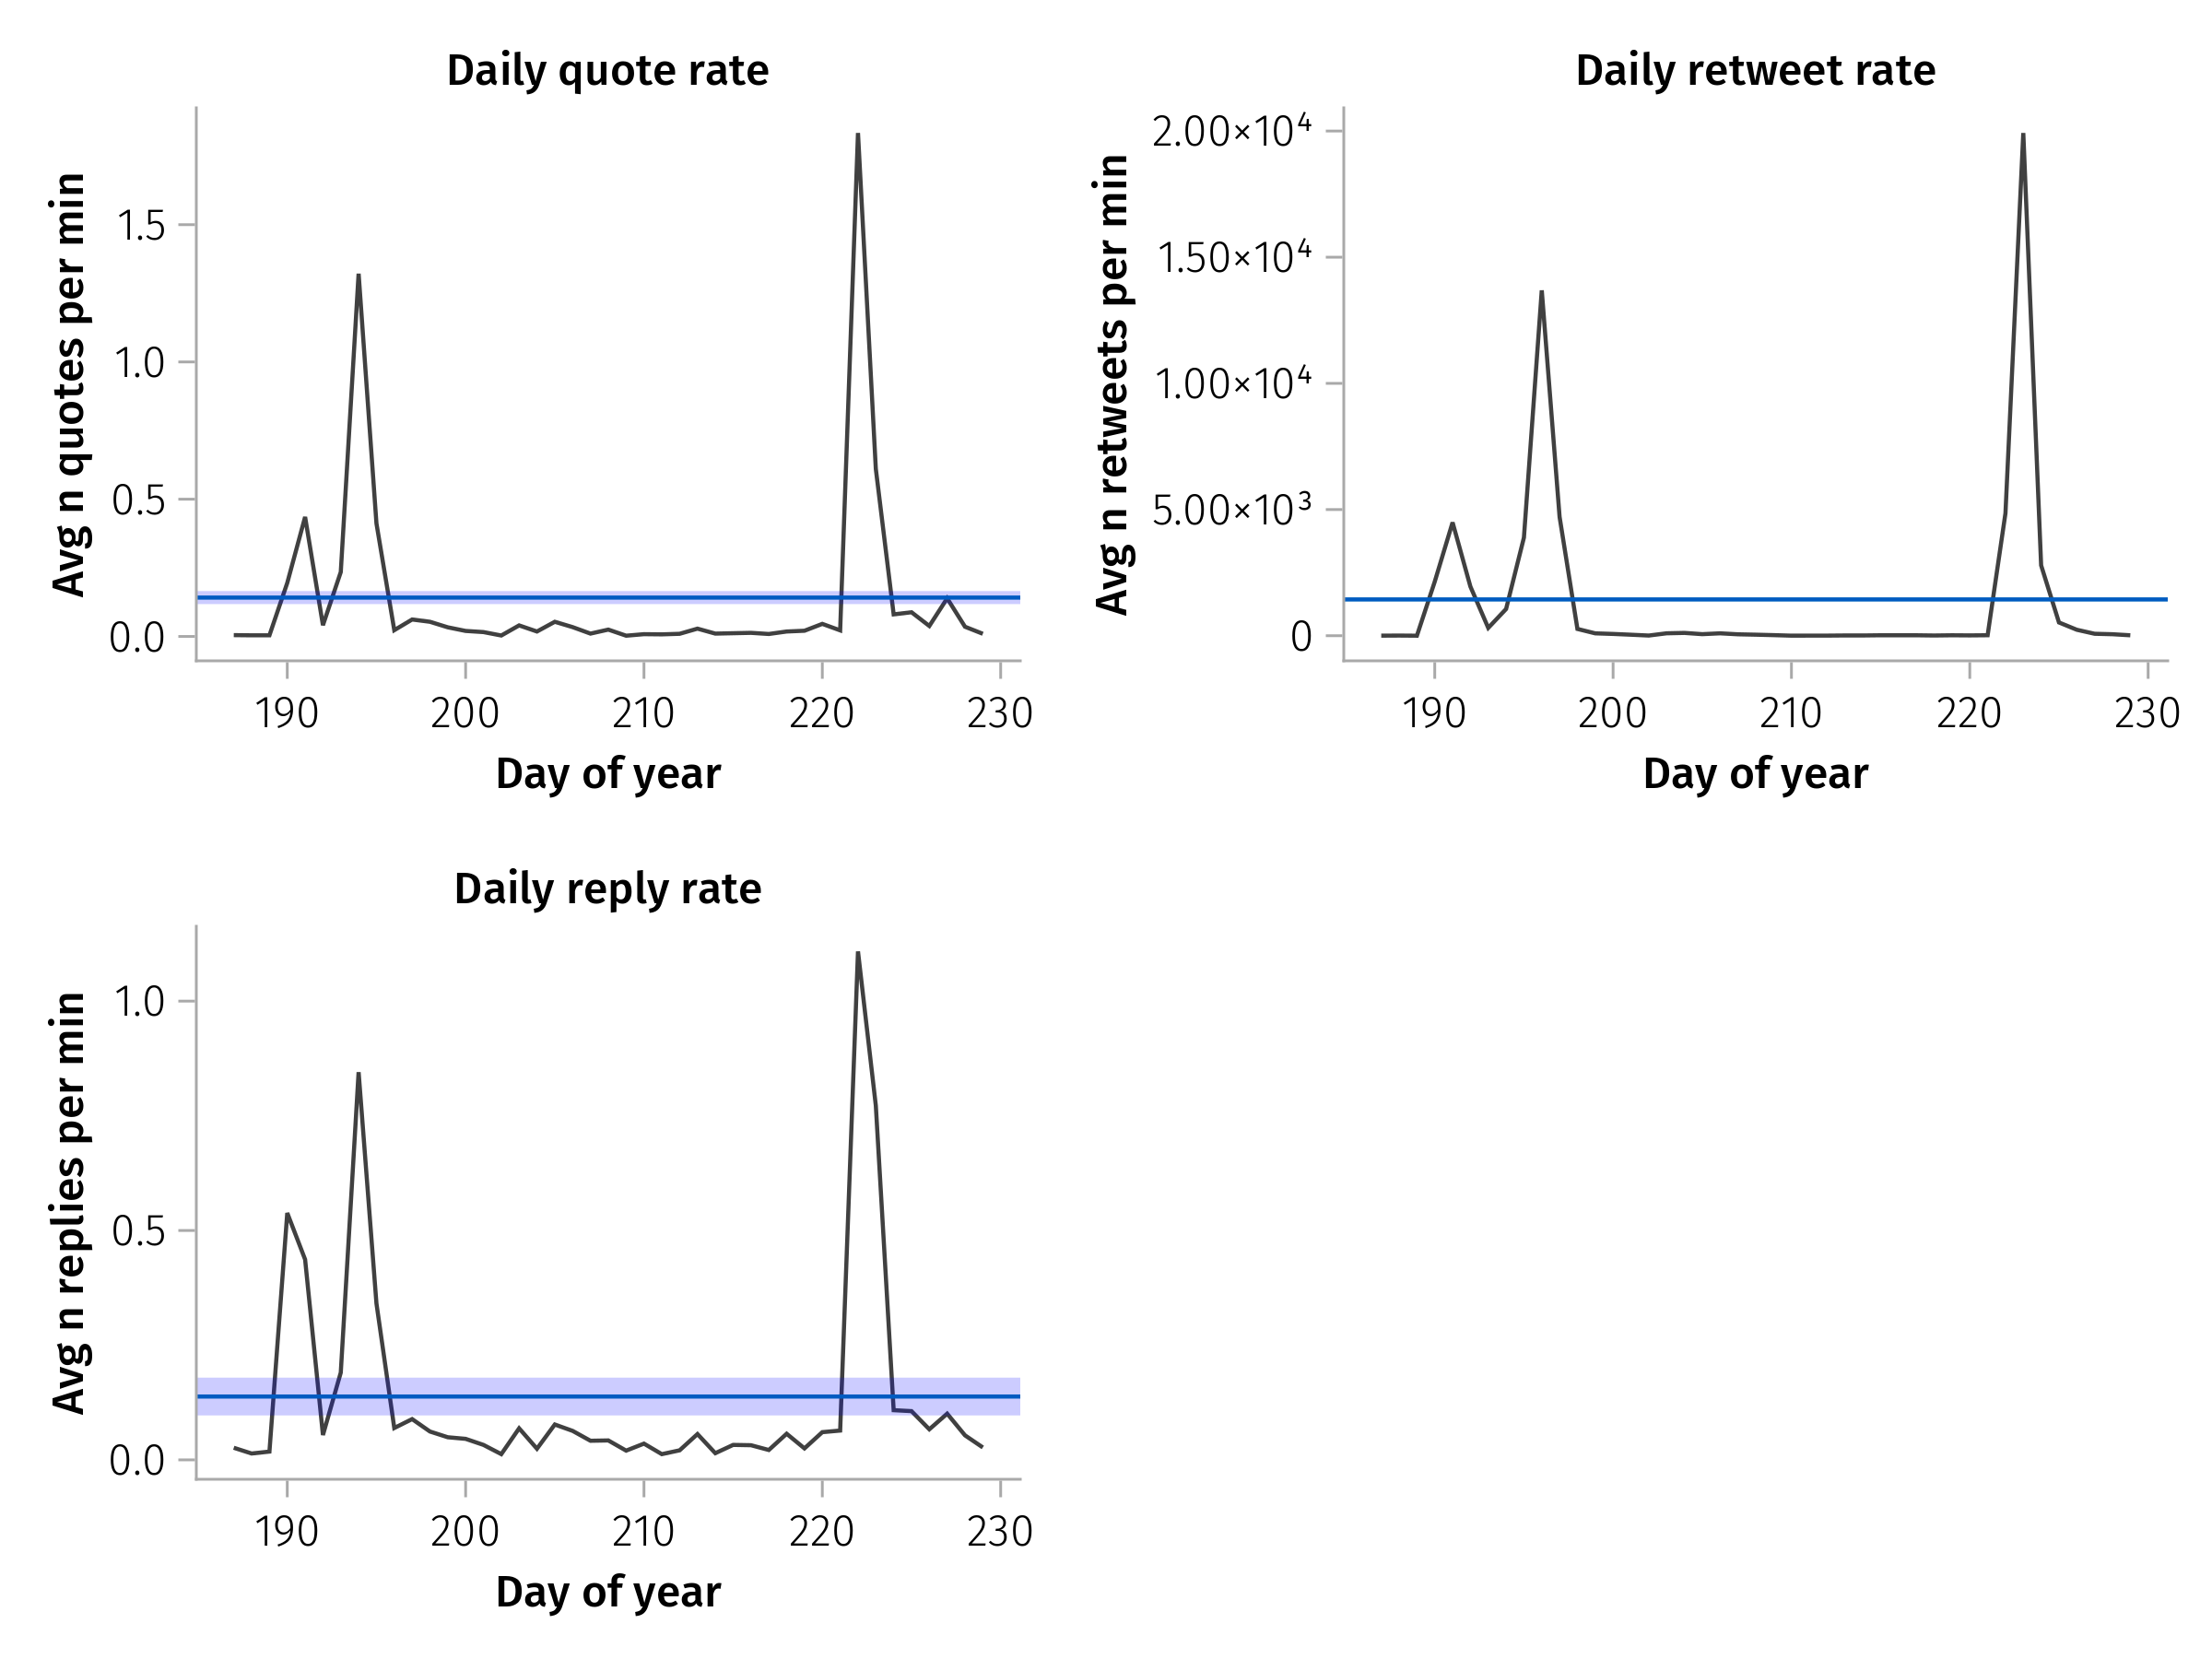 Daily quote rate
Avg n quotes per min
1.5
1.0
0.5
0.0
190 200 210 220 230
Day of year
Daily retweet rate
Avg n retweets per min
2.00×10⁴
1.50×10⁴
1.00×10⁴
5.00×10³
0
190 200 210 220 230
Day of year
Daily reply rate
Avg n replies per min
1.0
0.5
0.0
190 200 210 220 230
Day of year